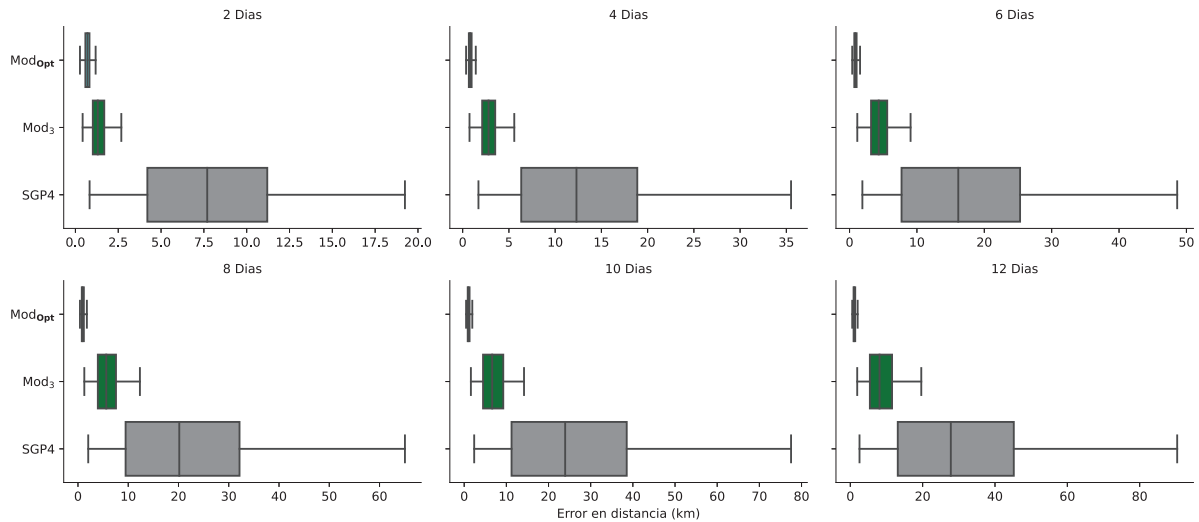 2 Dias
4 Dias
6 Dias
Mod_Opt
Mod_3
SGP4
0.0 2.5 5.0 7.5 10.0 12.5 15.0 17.5 20.0
0 5 10 15 20 25 30 35
0 10 20 30 40 50
8 Dias
10 Dias
12 Dias
Mod_Opt
Mod_3
SGP4
0 10 20 30 40 50 60
0 10 20 30 40 50 60 70 80
0 20 40 60 80
Error en distancia (km)